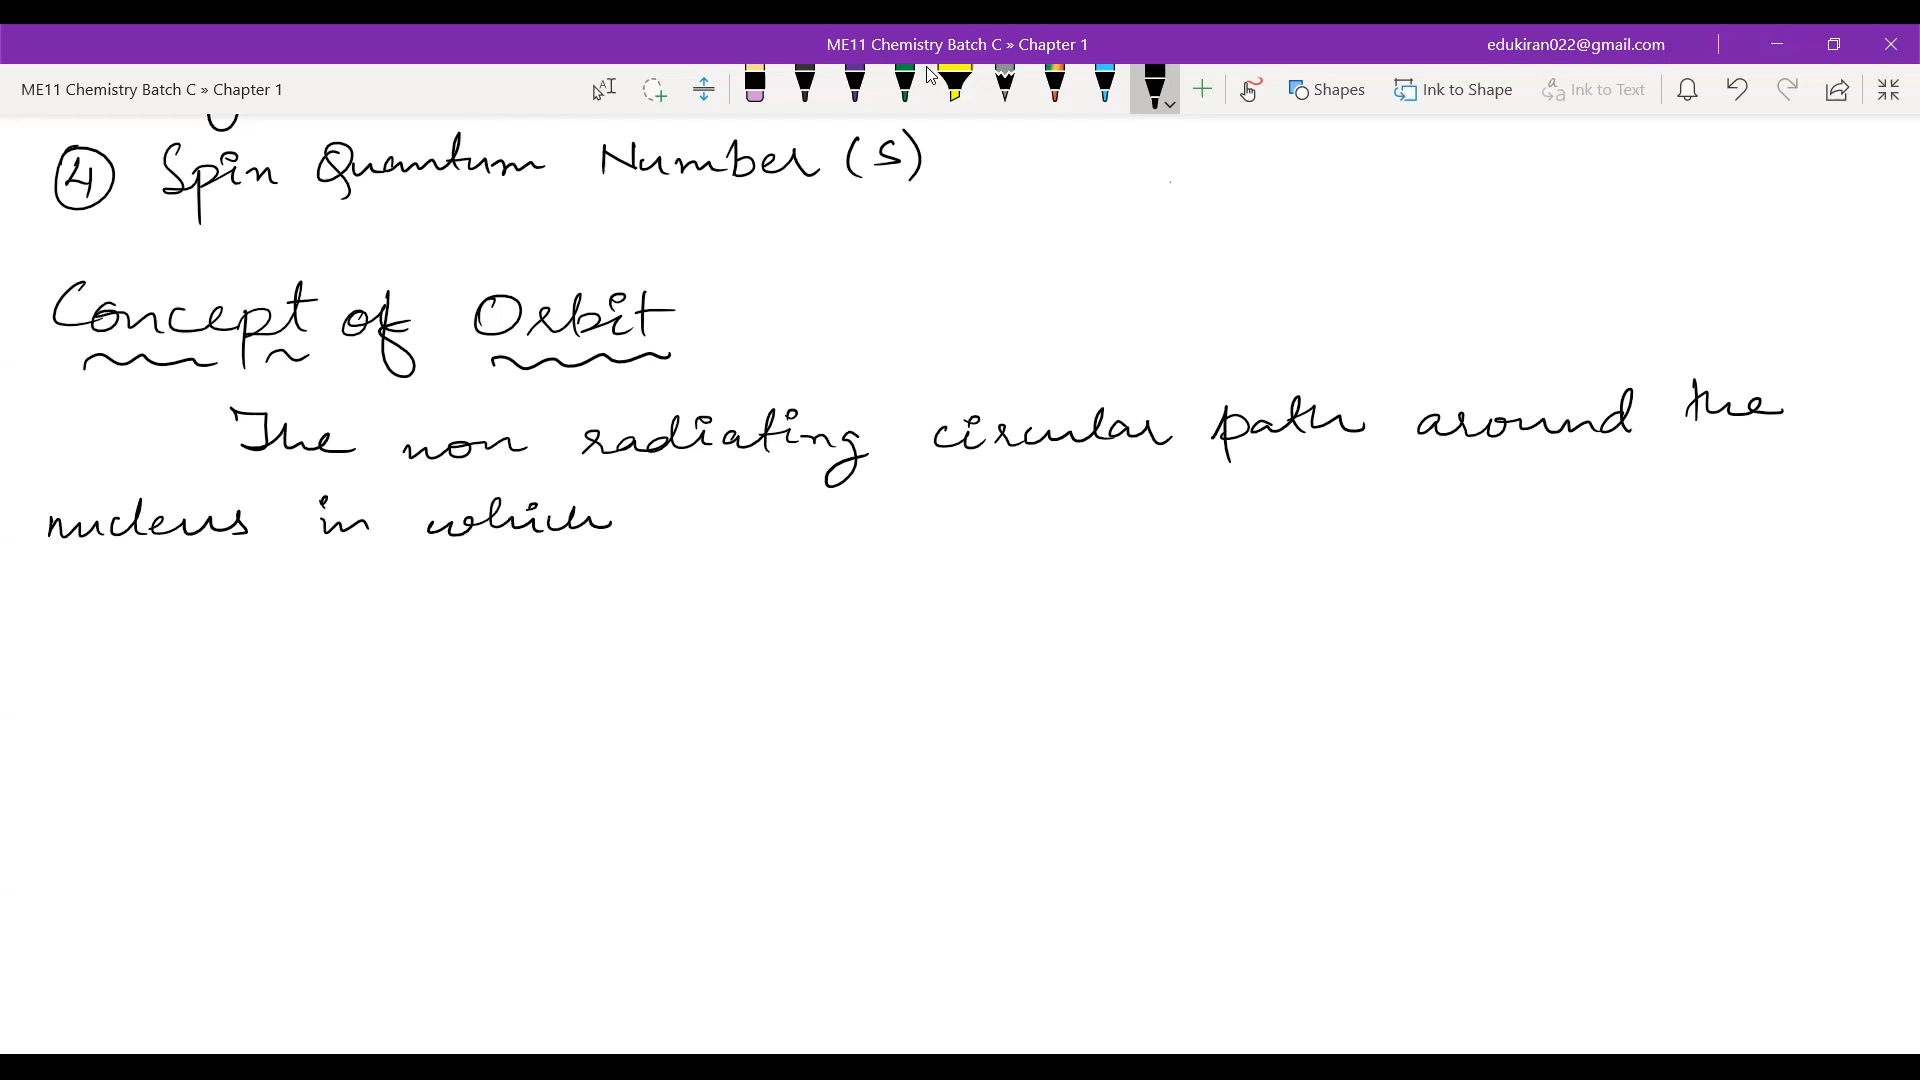 ME11 Chemistry Batch C » Chapter 1
edukiran022@gmail.com
ME11 Chemistry Batch C » Chapter 1
Shapes
Ink to Shape
Ink to Text
④ Spin Quantum Number (s)
Concept of Orbit
The non radiating circular path around the
nucleus in which